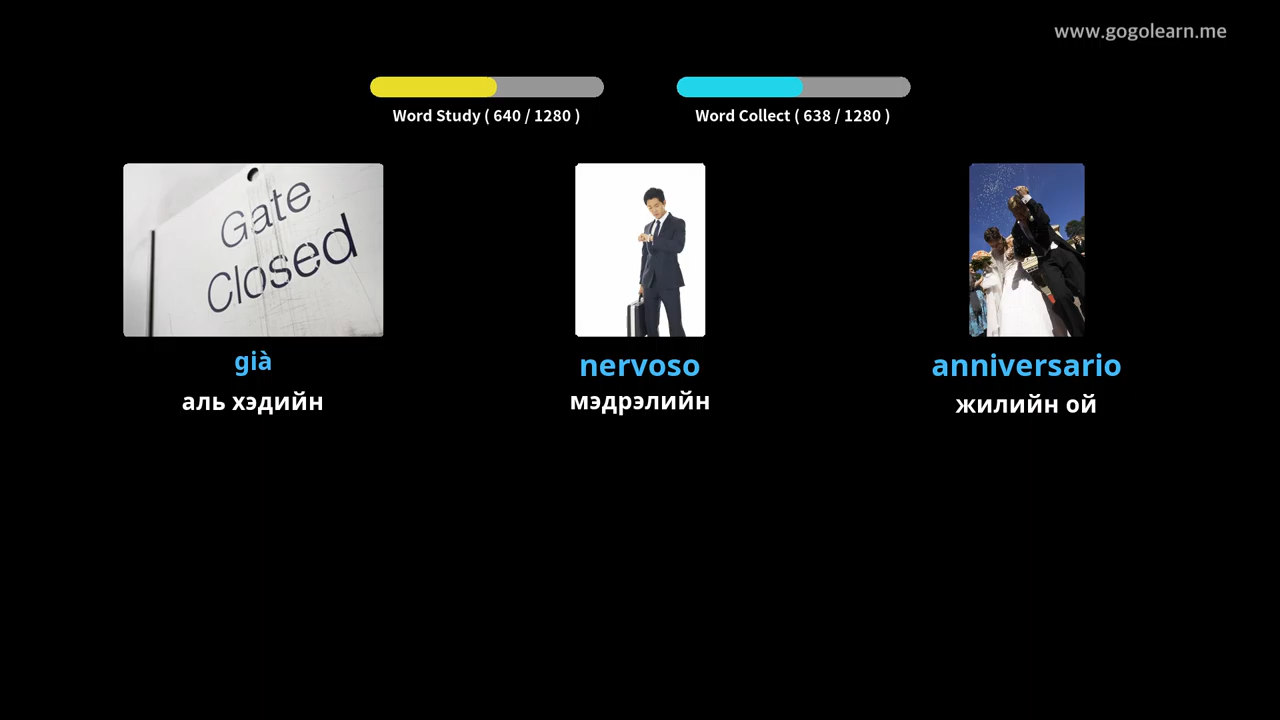 www.gogolearn.me
Word Study ( 640 / 1280 )
Word Collect ( 638 / 1280 )
Gate
Closed
già
nervoso
anniversario
аль хэдийн
мэдрэлийн
жилийн ой